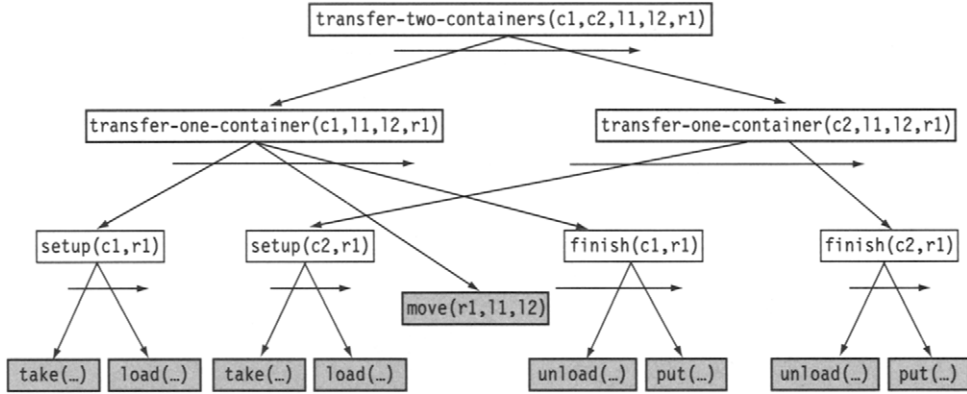 transfer-two-containers(c1,c2,l1,l2,r1)
transfer-one-container(c1,l1,l2,r1)
transfer-one-container(c2,l1,l2,r1)
setup(c1,r1)
setup(c2,r1)
finish(c1,r1)
finish(c2,r1)
move(r1,l1,l2)
take(…)
load(…)
take(…)
load(…)
unload(…)
put(…)
unload(…)
put(…)